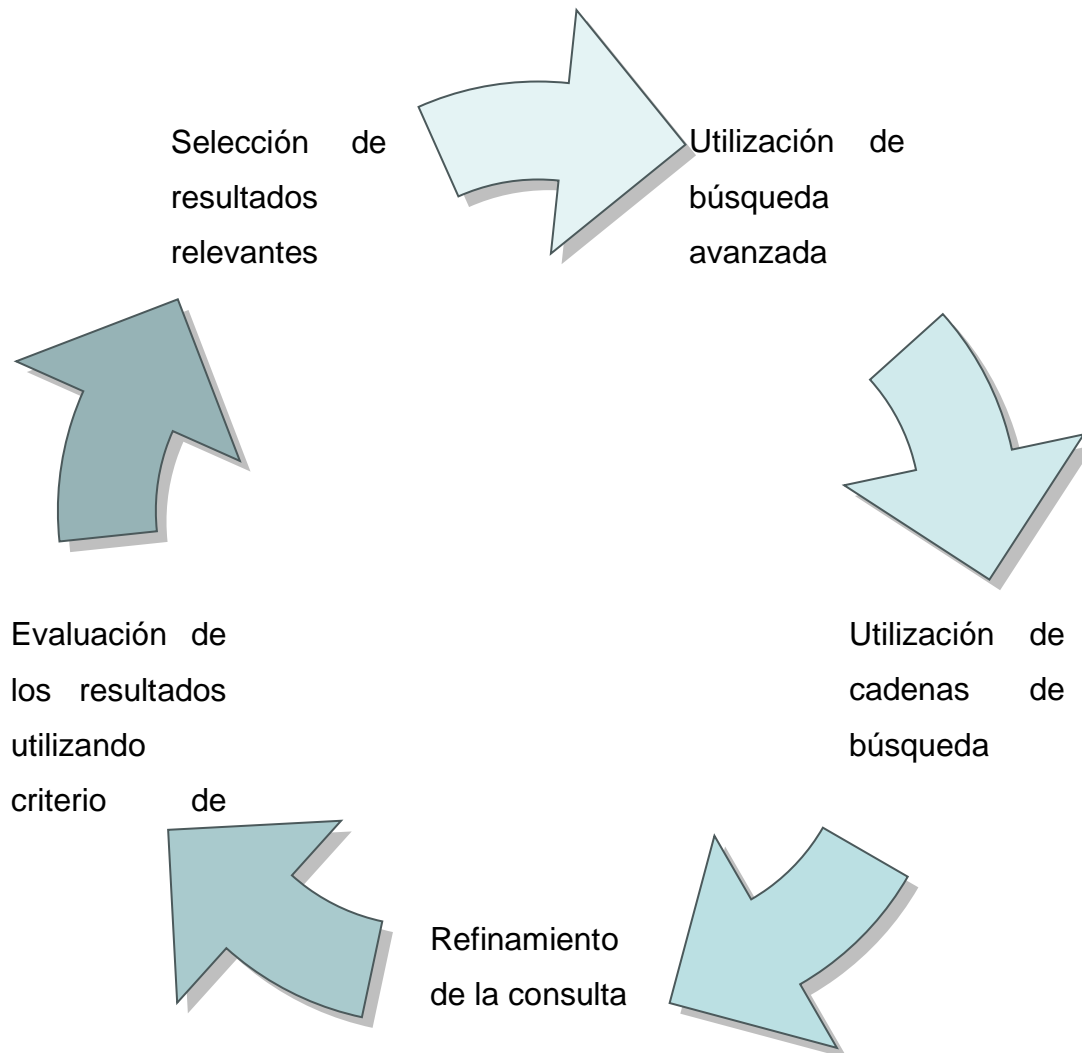 Selección de
resultados
relevantes
Utilización de
búsqueda
avanzada
Utilización de
cadenas de
búsqueda
Refinamiento
de la consulta
Evaluación de
los resultados
utilizando
criterio de